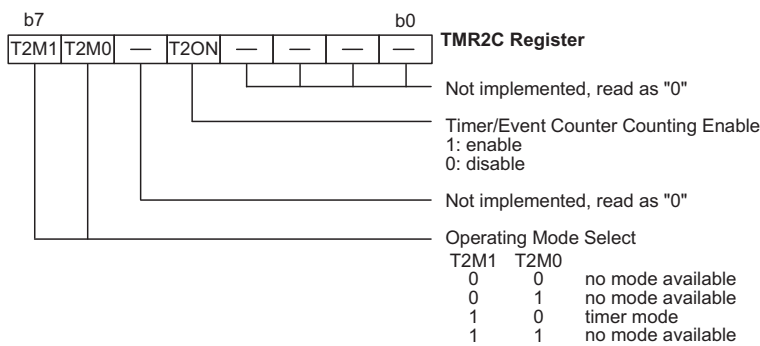 b7 b0
T2M1 T2M0 — T2ON — — — — TMR2C Register
Not implemented, read as "0"
Timer/Event Counter Counting Enable
1: enable
0: disable
Not implemented, read as "0"
Operating Mode Select
T2M1 T2M0
0 0 no mode available
0 1 no mode available
1 0 timer mode
1 1 no mode available